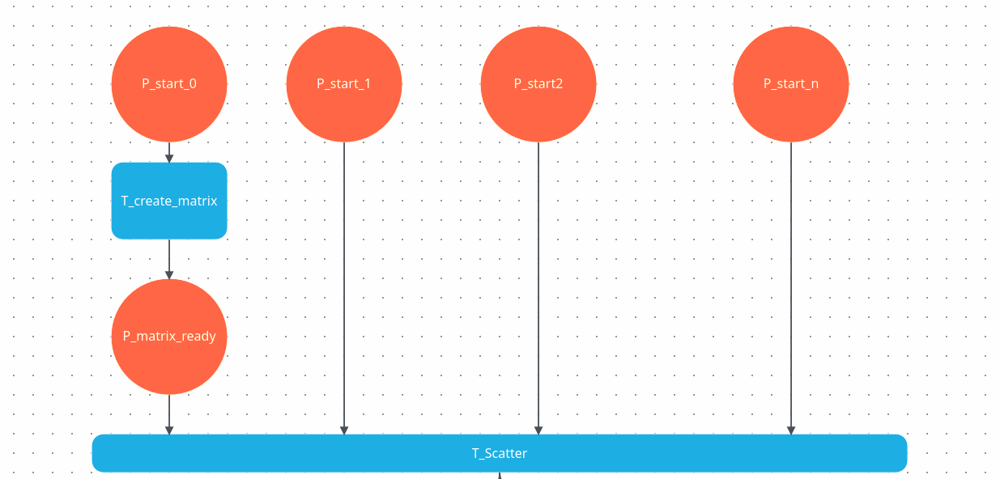 P_start_0
P_start_1
P_start2
P_start_n
T_create_matrix
P_matrix_ready
T_Scatter